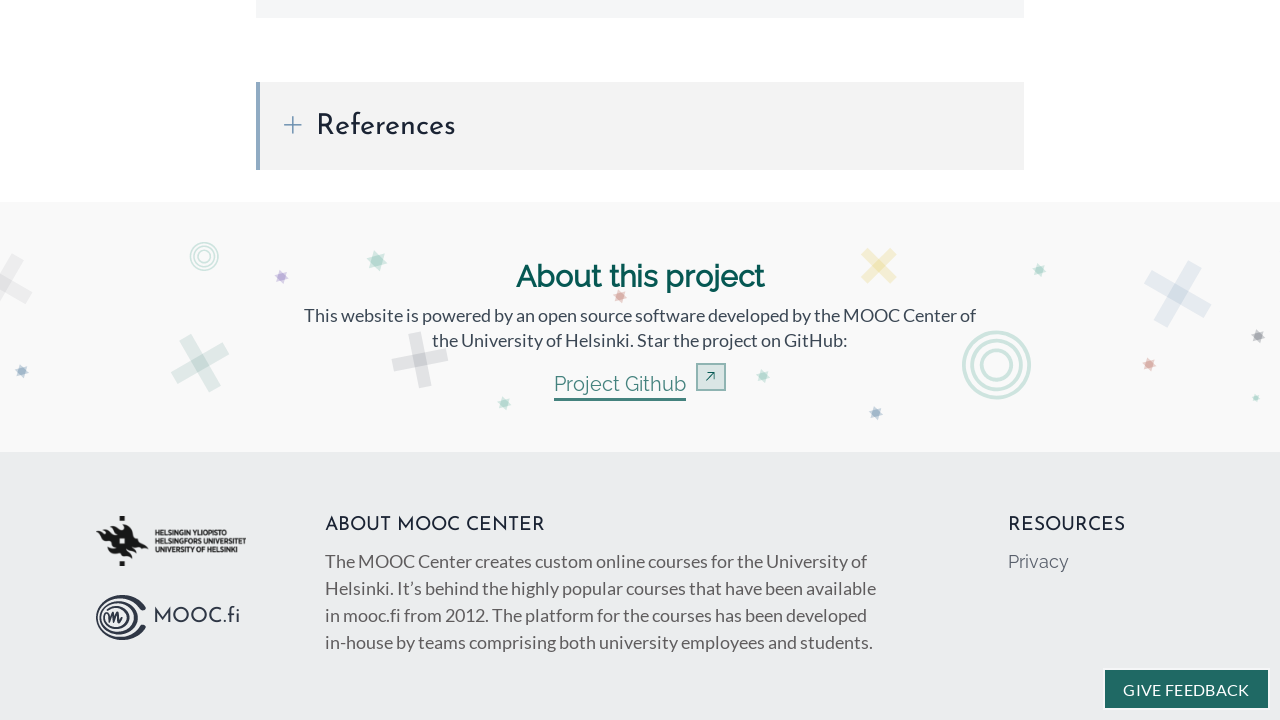 References
About this project
This website is powered by an open source software developed by the MOOC Center of
the University of Helsinki. Star the project on GitHub:
Project Github
HELSINGIN YLIOPISTO
HELSINGFORS UNIVERSITET
UNIVERSITY OF HELSINKI
MOOC.fi
ABOUT MOOC CENTER
The MOOC Center creates custom online courses for the University of
Helsinki. It’s behind the highly popular courses that have been available
in mooc.fi from 2012. The platform for the courses has been developed
in-house by teams comprising both university employees and students.
RESOURCES
Privacy
GIVE FEEDBACK